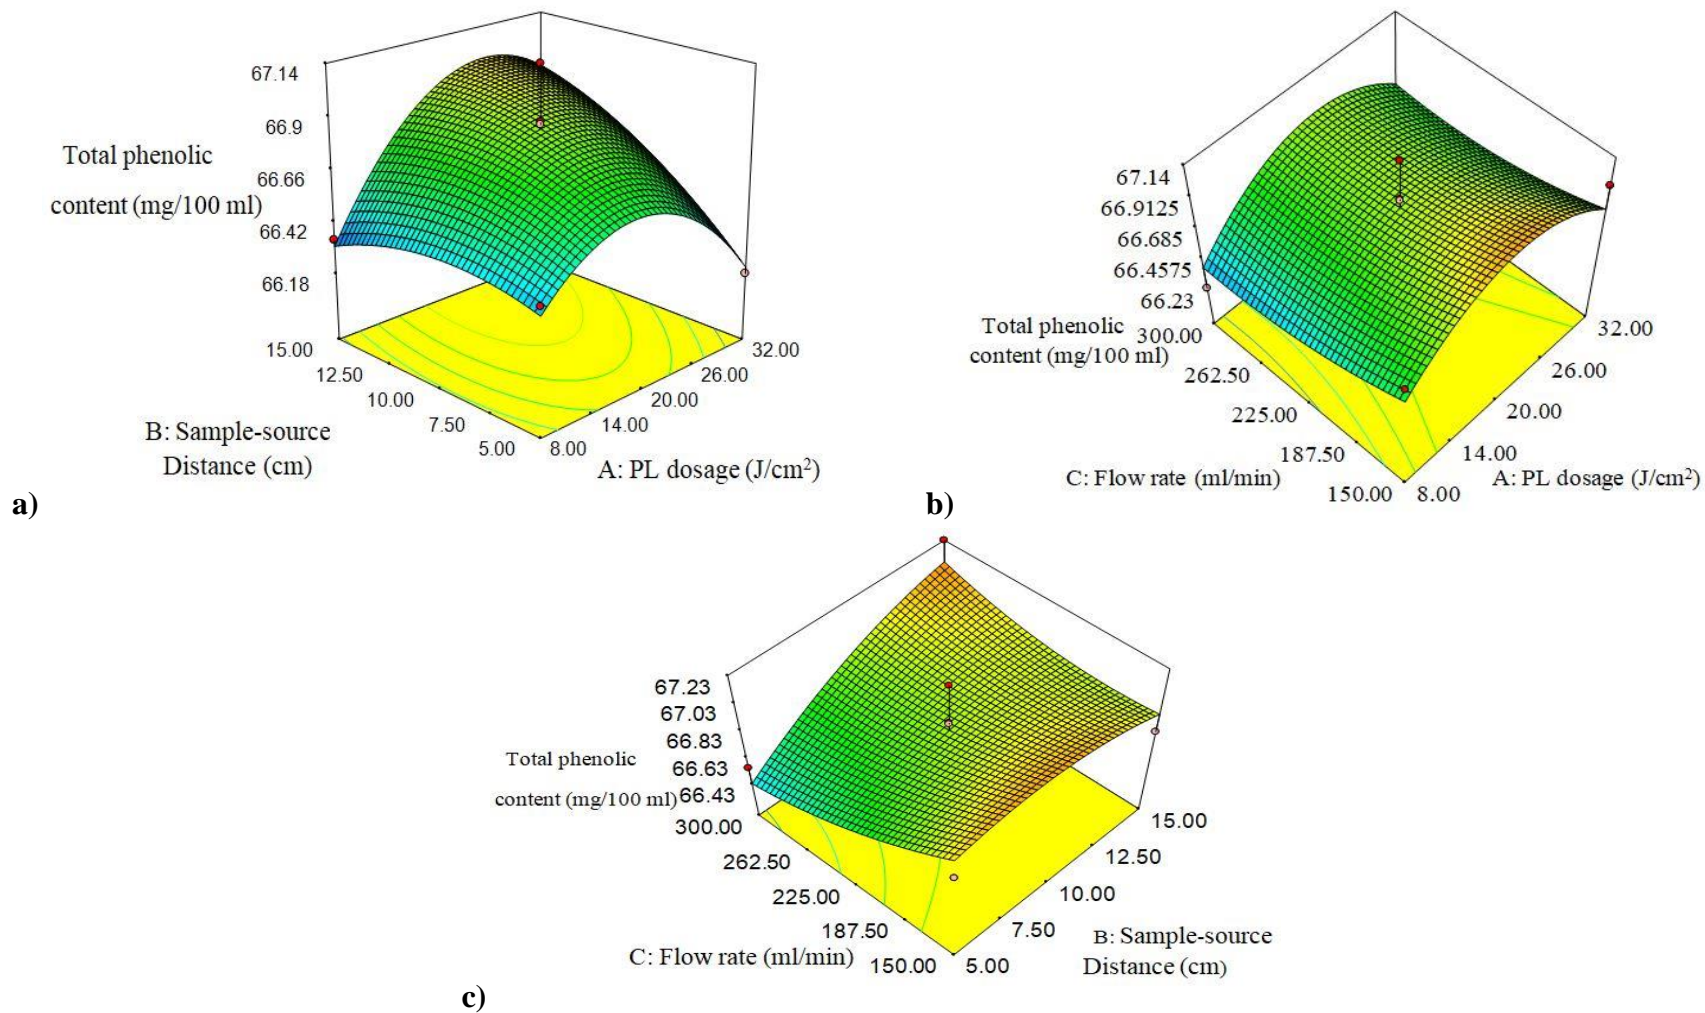 67.14
66.9
Total phenolic
66.66
content (mg/100 ml)
66.42
66.18
15.00
12.50
10.00
7.50
5.00
B: Sample-source
Distance (cm)
8.00
14.00
20.00
26.00
32.00
A: PL dosage (J/cm²)
a)
67.14
66.9125
66.685
66.4575
66.23
Total phenolic
content (mg/100 ml)
300.00
262.50
225.00
187.50
150.00
C: Flow rate (ml/min)
8.00
14.00
20.00
26.00
32.00
A: PL dosage (J/cm²)
b)
67.23
67.03
66.83
66.63
66.43
Total phenolic
content (mg/100 ml)
300.00
262.50
225.00
187.50
150.00
C: Flow rate (ml/min)
5.00
7.50
10.00
12.50
15.00
B: Sample-source
Distance (cm)
c)